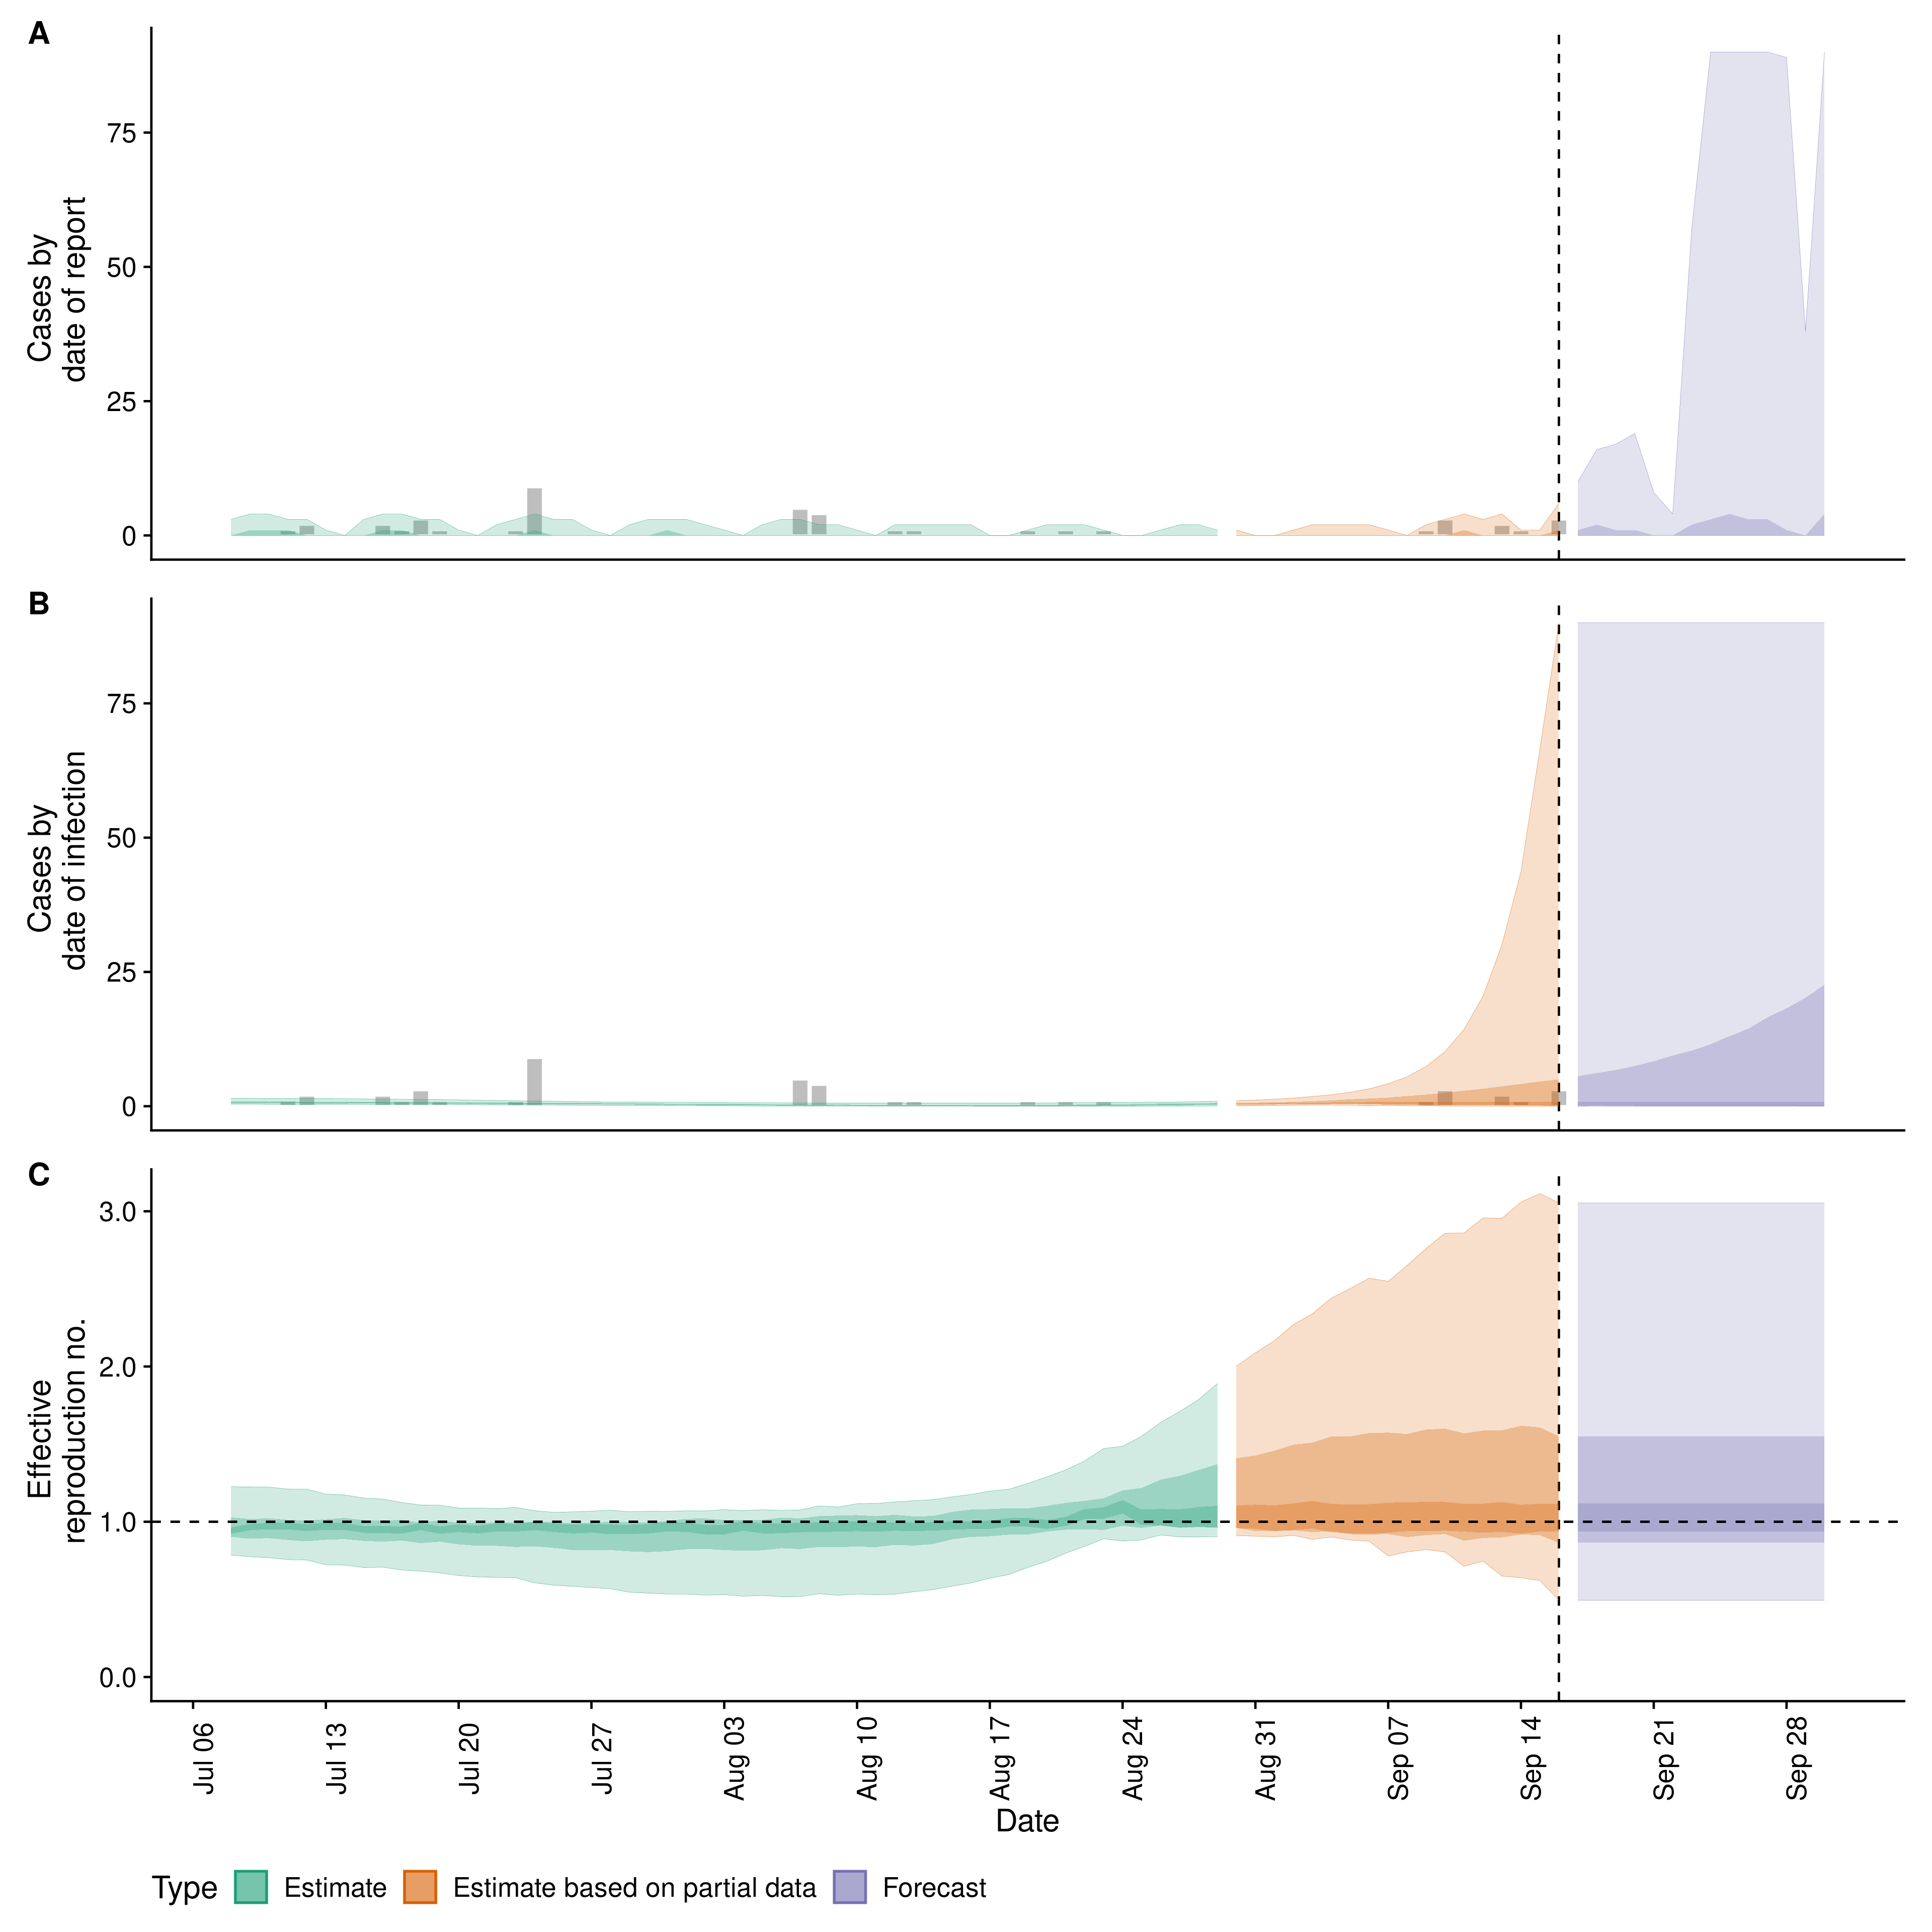 A
Cases by
date of report
75
50
25
0
B
Cases by
date of infection
75
50
25
0
C
Effective
reproduction no.
3.0
2.0
1.0
0.0
Jul 06
Jul 13
Jul 20
Jul 27
Aug 03
Aug 10
Aug 17
Aug 24
Aug 31
Sep 07
Sep 14
Sep 21
Sep 28
Date
Type Estimate Estimate based on partial data Forecast